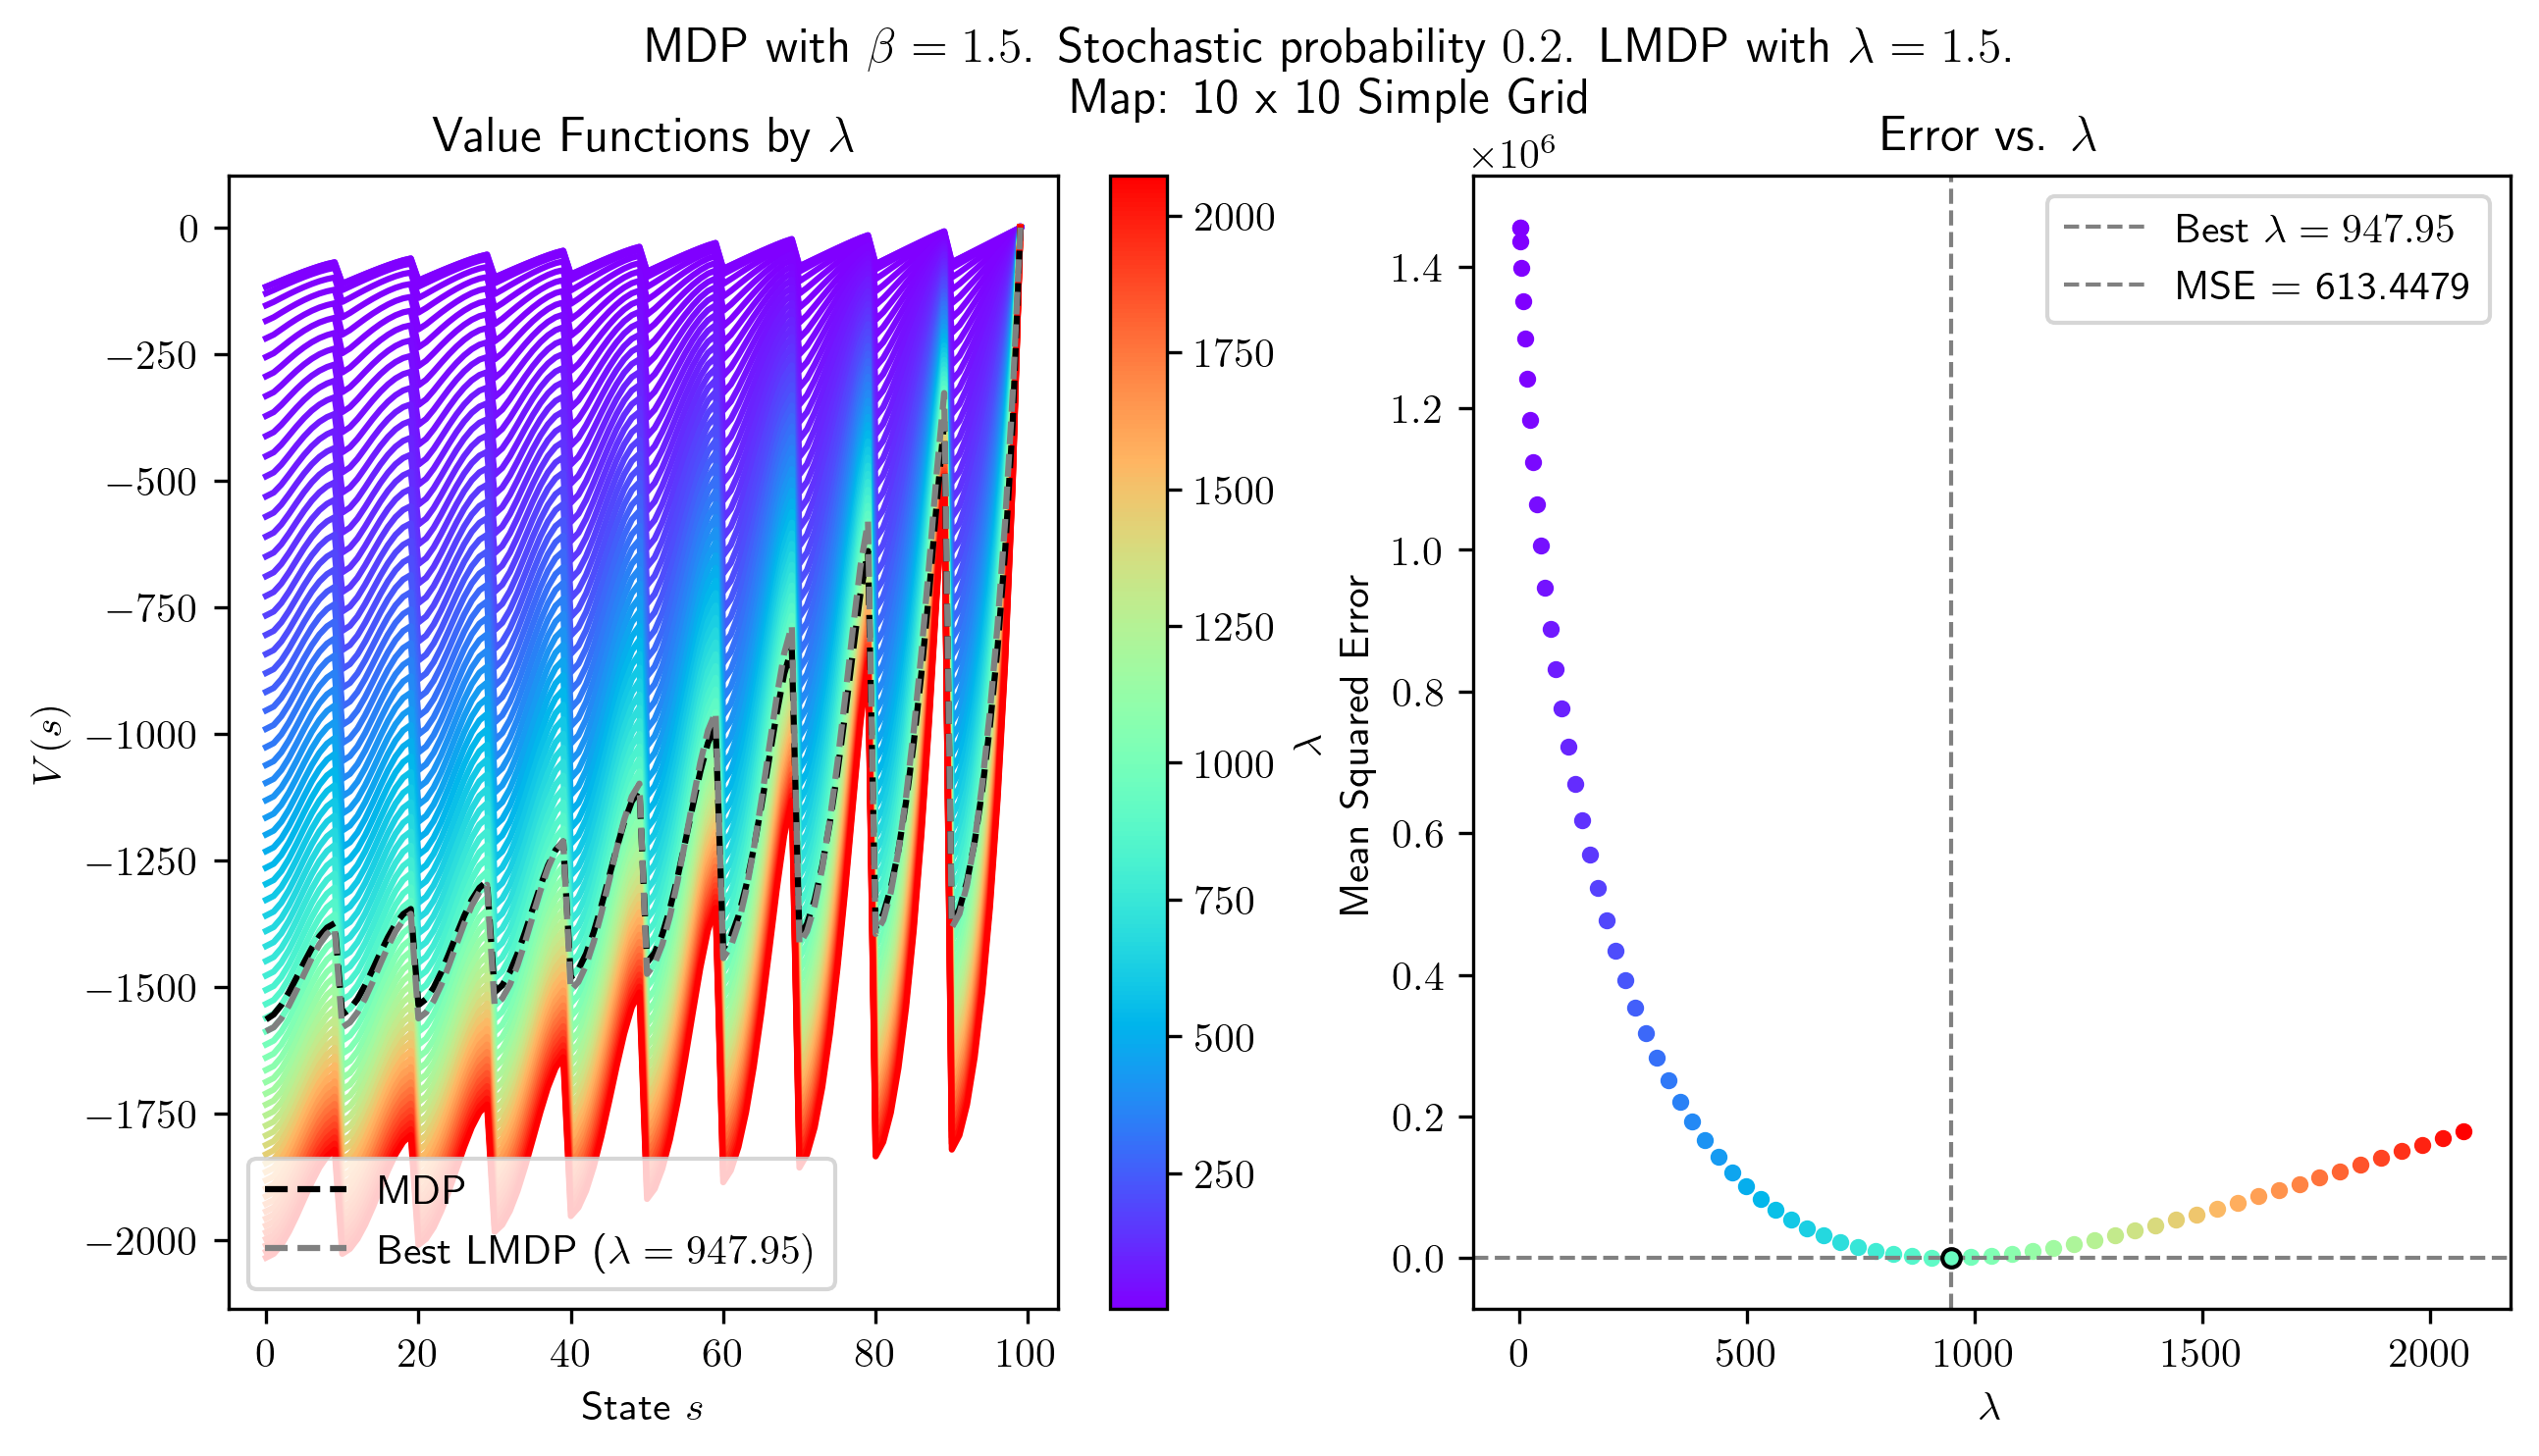 MDP with β = 1.5. Stochastic probability 0.2. LMDP with λ = 1.5.
Map: 10 x 10 Simple Grid
Value Functions by λ
0
−250
−500
−750
−1000
−1250
−1500
−1750
−2000
V(s)
MDP
Best LMDP (λ = 947.95)
0 20 40 60 80 100
State s
2000
1750
1500
1250
1000
750
500
250
λ
Error vs. λ
×10⁶
1.4
1.2
1.0
0.8
0.6
0.4
0.2
0.0
Mean Squared Error
Best λ = 947.95
MSE = 613.4479
0 500 1000 1500 2000
λ